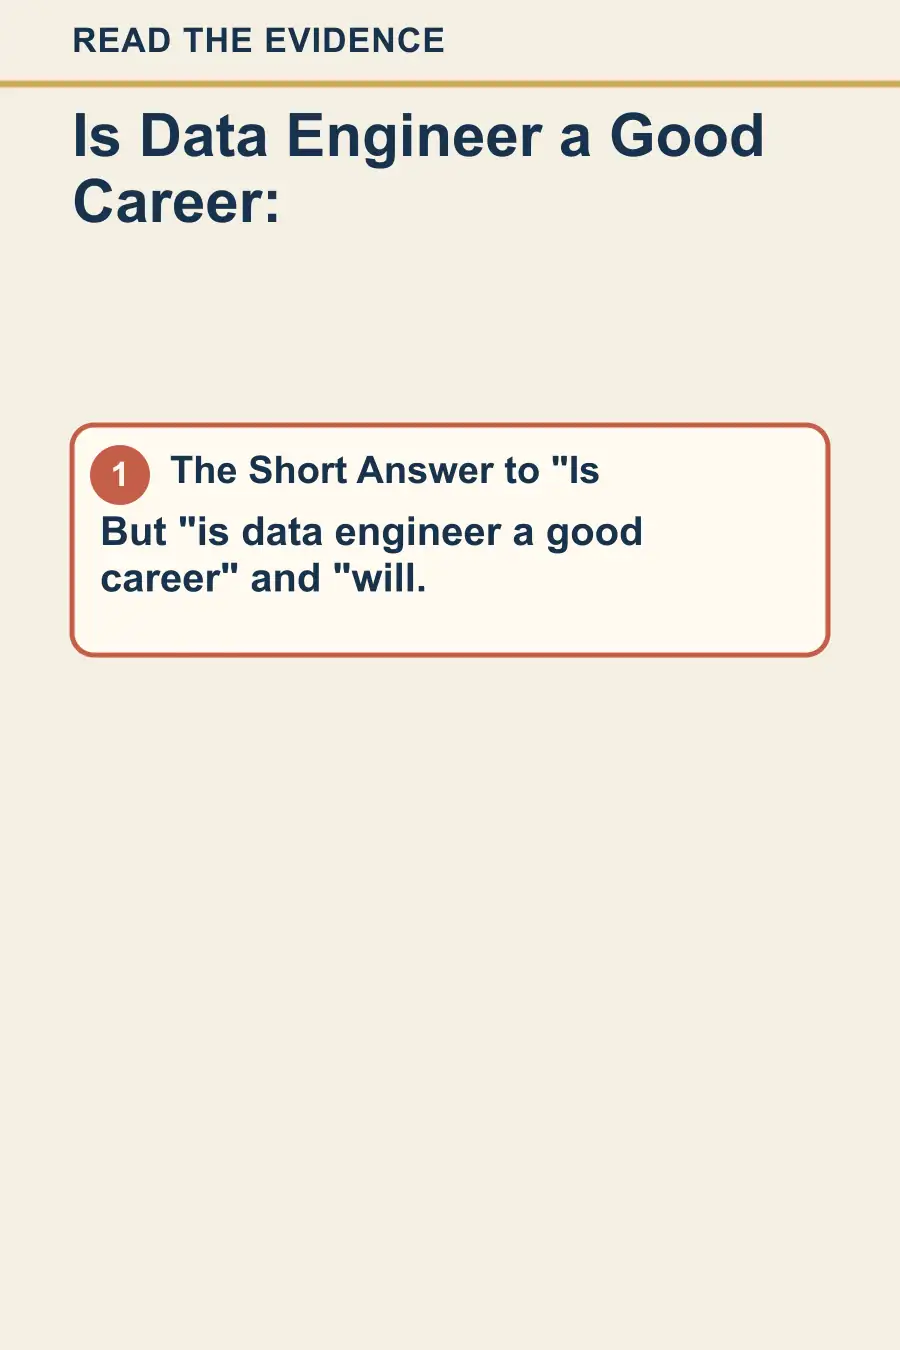 READ THE EVIDENCE
Is Data Engineer a Good
Career:
1 The Short Answer to "Is
But "is data engineer a good
career" and "will.